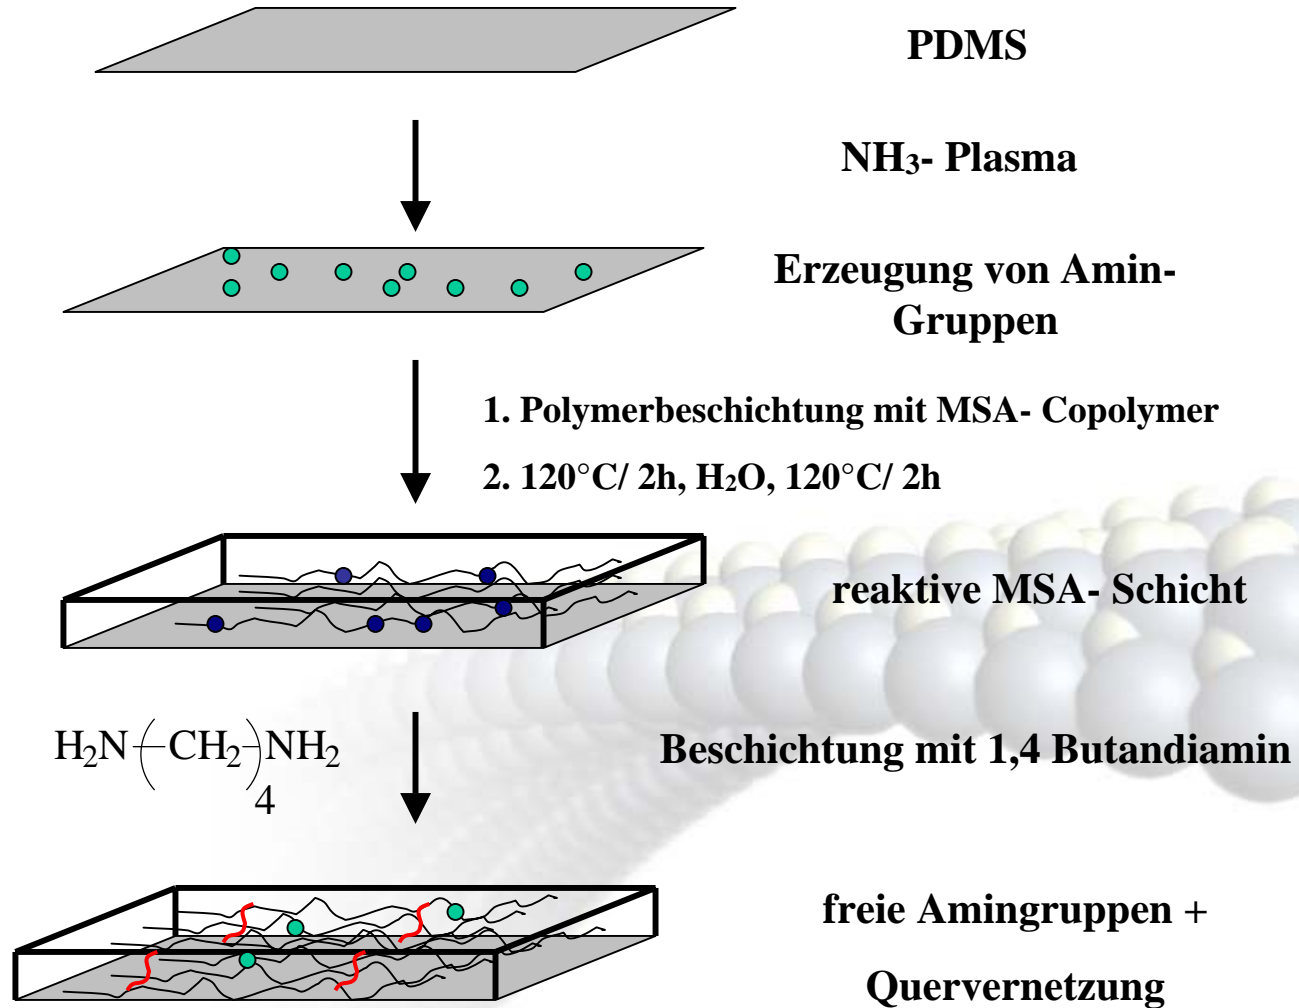 PDMS
NH₃- Plasma
Erzeugung von Amin-
Gruppen
1. Polymerbeschichtung mit MSA- Copolymer
2. 120°C/ 2h, H₂O, 120°C/ 2h
reaktive MSA- Schicht
H₂N(CH₂)₄NH₂
Beschichtung mit 1,4 Butandiamin
freie Amingruppen +
Quervernetzung